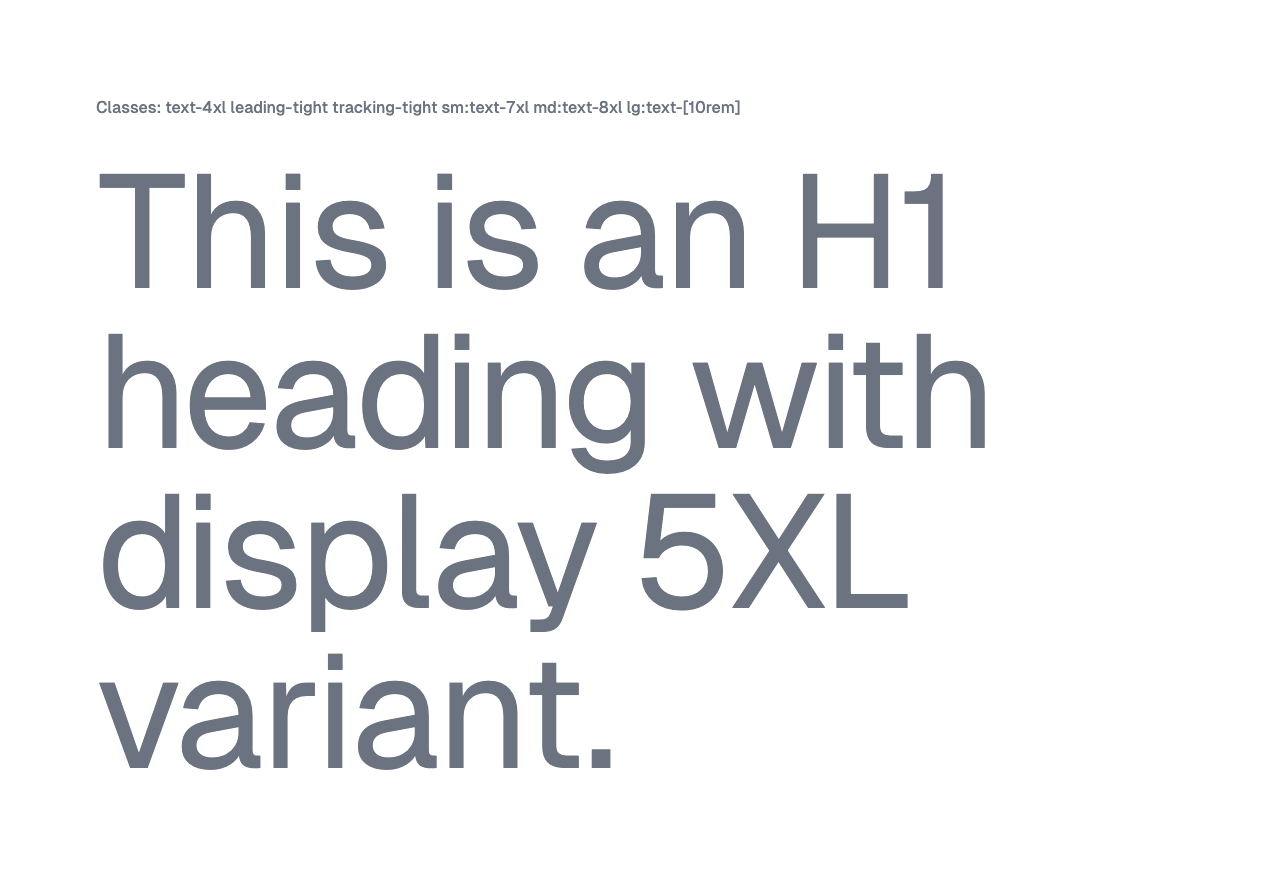 Classes: text-4xl leading-tight tracking-tight sm:text-7xl md:text-8xl lg:text-[10rem]
This is an H1
heading with
display 5XL
variant.